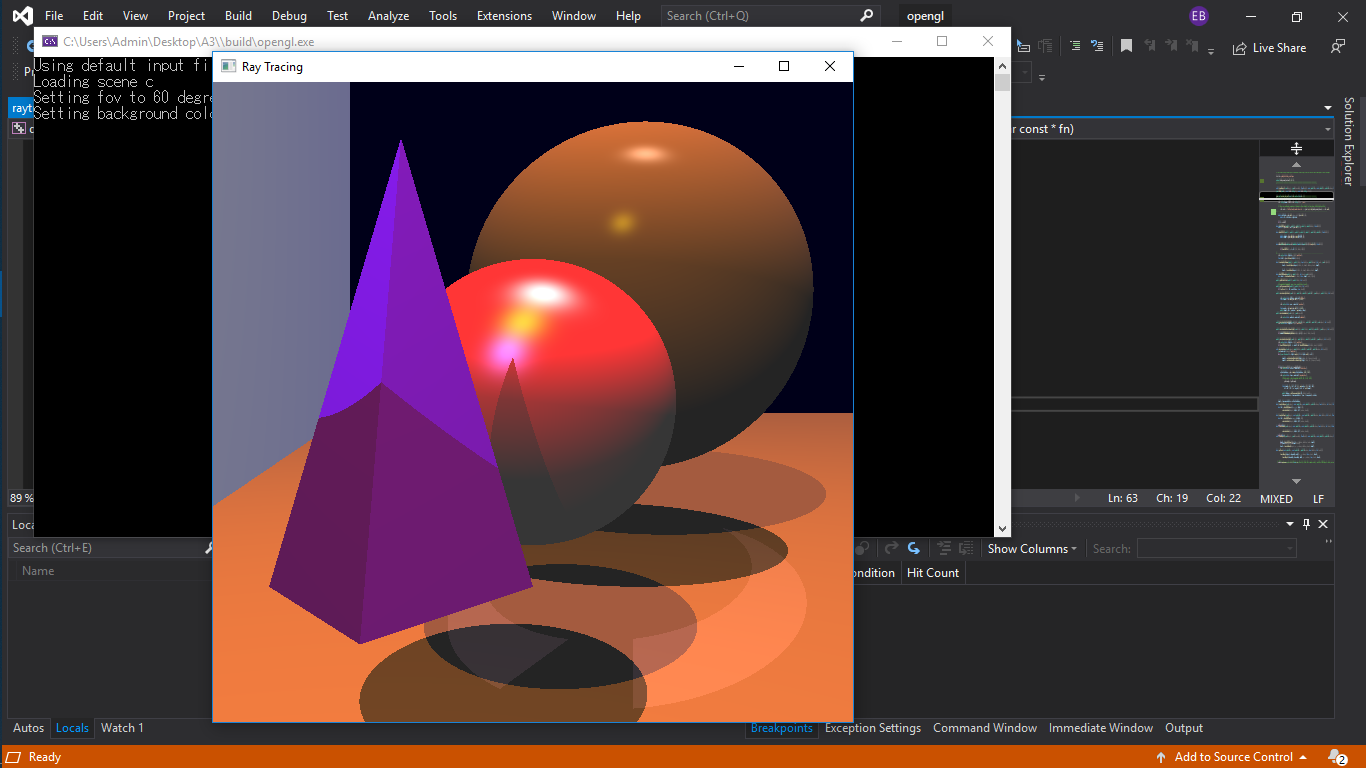 File Edit View Project Build Debug Test Analyze Tools Extensions Window Help Search (Ctrl+Q) opengl EB
C:\Users\Admin\Desktop\A3\\build\opengl.exe
Live Share
Using default input fi
Ray Tracing
Loading scene c
Setting fov to 60 degre
Setting background colo
const * fn)
Solution Explorer
89 % Ln: 63 Ch: 19 Col: 22 MIXED LF
Search (Ctrl+E) Show Columns Search:
Name Hit Count
Autos Locals Watch 1 Breakpoints Exception Settings Command Window Immediate Window Output
Ready Add to Source Control 2